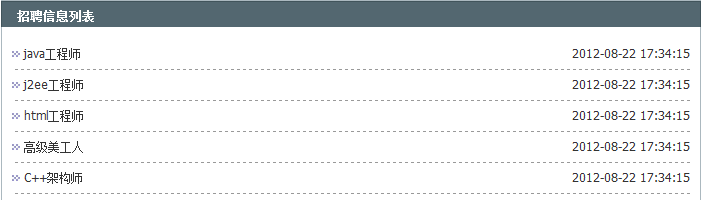 招聘信息列表
java工程师 2012-08-22 17:34:15
j2ee工程师 2012-08-22 17:34:15
html工程师 2012-08-22 17:34:15
高级美工人 2012-08-22 17:34:15
C++架构师 2012-08-22 17:34:15